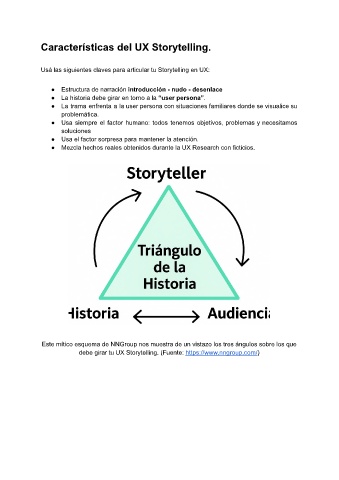 Características del UX Storytelling.
Usá las siguientes claves para articular tu Storytelling en UX:
● Estructura de narración introducción - nudo - desenlace
● La historia debe girar en torno a la “user persona”.
● La trama enfrenta a la user persona con situaciones familiares donde se visualice su
problemática.
● Usa siempre el factor humano: todos tenemos objetivos, problemas y necesitamos
soluciones
● Usa el factor sorpresa para mantener la atención.
● Mezcla hechos reales obtenidos durante la UX Research con ficticios.
Storyteller
Triángulo
de la
Historia
Historia Audiencia
Este mítico esquema de NNGroup nos muestra de un vistazo los tres ángulos sobre los que
debe girar tu UX Storytelling. (Fuente: https://www.nngroup.com/)